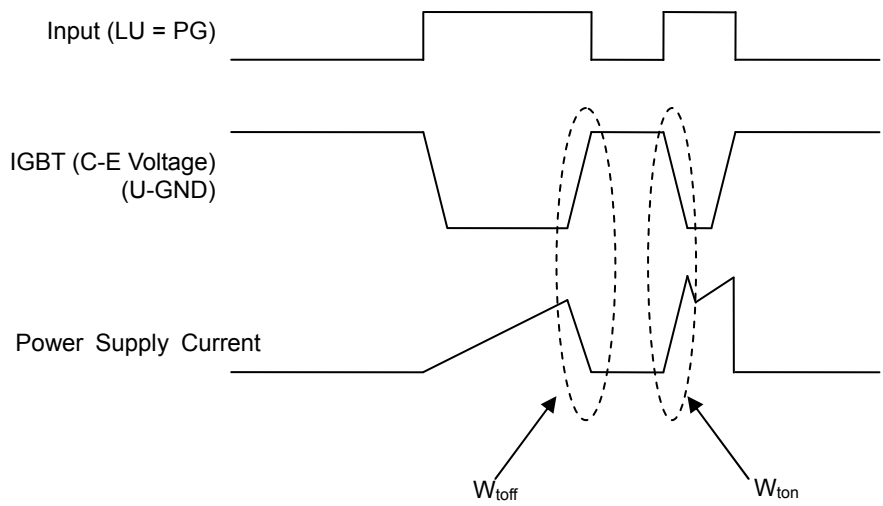 Input (LU = PG)
IGBT (C-E Voltage)
(U-GND)
Power Supply Current
Wtoff
Wton